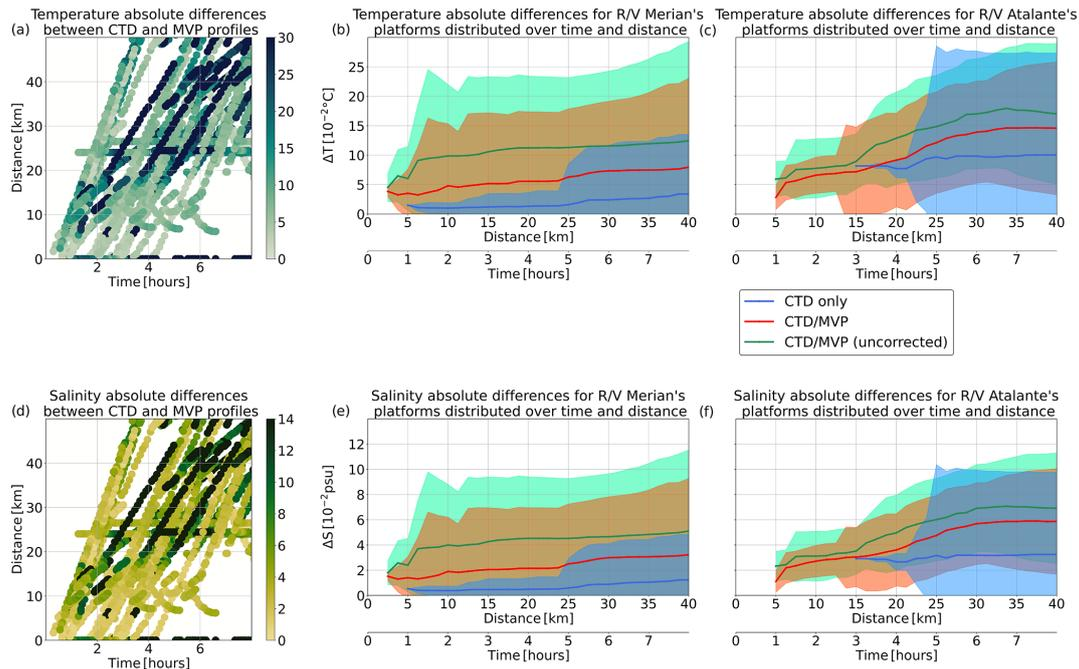 Temperature absolute differences
(a) between CTD and MVP profiles
30
25
20
15
10
5
0
40
30
20
10
0
Distance [km]
2 4 6
Time [hours]
Temperature absolute differences for R/V Merian's
(b) platforms distributed over time and distance
25
20
15
10
5
0
ΔT [10⁻²°C]
0 5 10 15 20 25 30 35 40
Distance [km]
0 1 2 3 4 5 6 7
Time [hours]
Temperature absolute differences for R/V Atalante's
(c) platforms distributed over time and distance
0 5 10 15 20 25 30 35 40
Distance [km]
0 1 2 3 4 5 6 7
Time [hours]
CTD only
CTD/MVP
CTD/MVP (uncorrected)
Salinity absolute differences
(d) between CTD and MVP profiles
14
12
10
8
6
4
2
0
40
30
20
10
0
Distance [km]
2 4 6
Time [hours]
Salinity absolute differences for R/V Merian's
(e) platforms distributed over time and distance
12
10
8
6
4
2
0
ΔS [10⁻²psu]
0 5 10 15 20 25 30 35 40
Distance [km]
0 1 2 3 4 5 6 7
Time [hours]
Salinity absolute differences for R/V Atalante's
(f) platforms distributed over time and distance
0 5 10 15 20 25 30 35 40
Distance [km]
0 1 2 3 4 5 6 7
Time [hours]